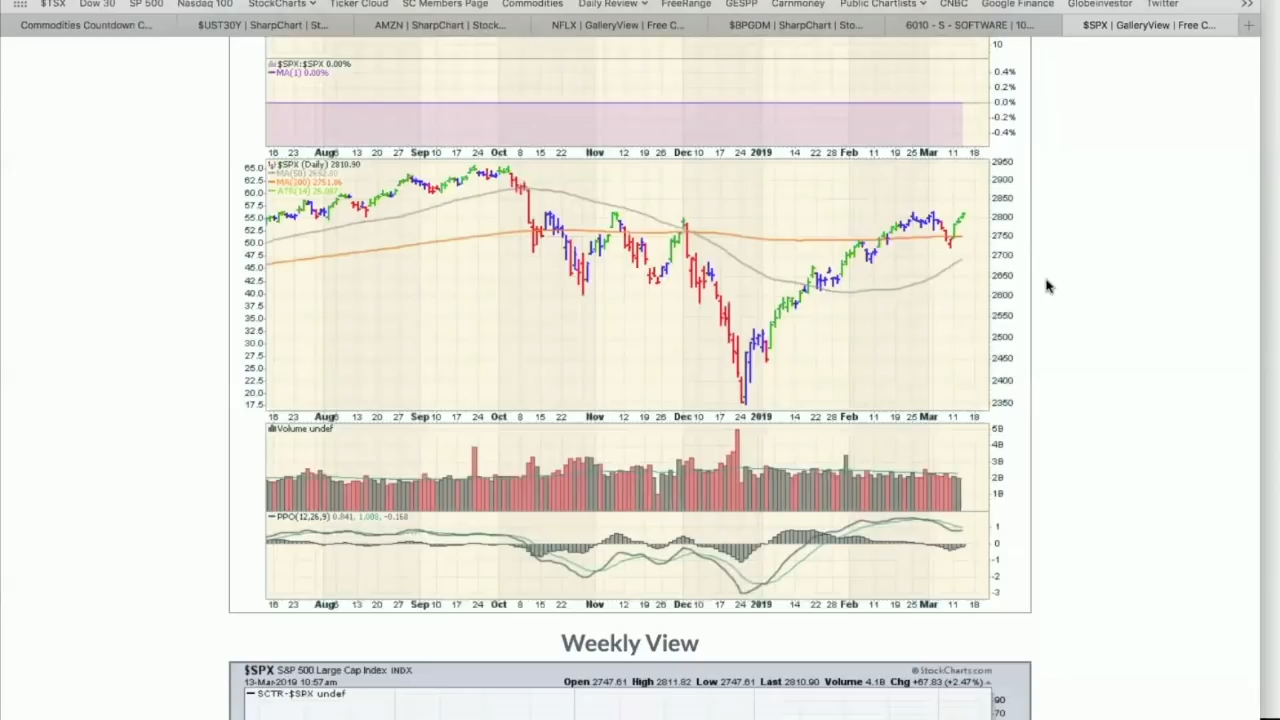 $TSX Dow 30 SP 500 Nasdaq 100 StockCharts Ticker Cloud SC Members Page Commodities Daily Review FreeRange GESPP Carnmoney Public Chartlists CNBC Google Finance Globeinvestor Twitter
Commodities Countdown C... $UST30Y | SharpChart | St... AMZN | SharpChart | Stock... NFLX | GalleryView | Free C... $BPGDM | SharpChart | Sto... 6010 - S - SOFTWARE | 10... $SPX | GalleryView | Free C...
10
$SPX:$SPX 0.00%
MA(1) 0.00%
0.4%
0.2%
0.0%
-0.2%
-0.4%
16 23 Aug 6 13 20 27 Sep 10 17 24 Oct 8 15 22 Nov 12 19 26 Dec 10 17 24 2019 14 22 28 Feb 11 19 25 Mar 11 18
$SPX (Daily) 2810.90
MA(200) 2751.06
65.0
62.5
60.0
57.5
55.0
52.5
50.0
47.5
45.0
42.5
40.0
37.5
35.0
32.5
30.0
27.5
25.0
22.5
20.0
17.5
2950
2900
2850
2800
2750
2700
2650
2600
2550
2500
2450
2400
2350
16 23 Aug 6 13 20 27 Sep 10 17 24 Oct 8 15 22 Nov 12 19 26 Dec 10 17 24 2019 14 22 28 Feb 11 19 25 Mar 11 18
Volume undef
5B
4B
3B
2B
1B
PPO(12,26,9) 0.841, 1.008, -0.168
1
0
-1
-2
-3
16 23 Aug 6 13 20 27 Sep 10 17 24 Oct 8 15 22 Nov 12 19 26 Dec 10 17 24 2019 14 22 28 Feb 11 19 25 Mar 11 18
Weekly View
$SPX S&P 500 Large Cap Index INDX © StockCharts.com
13-Mar-2019 10:57am Open 2747.61 High 2811.82 Low 2747.61 Last 2810.90 Volume 4.1B Chg +67.83 (+2.47%)
SCTR-$SPX undef
90
70